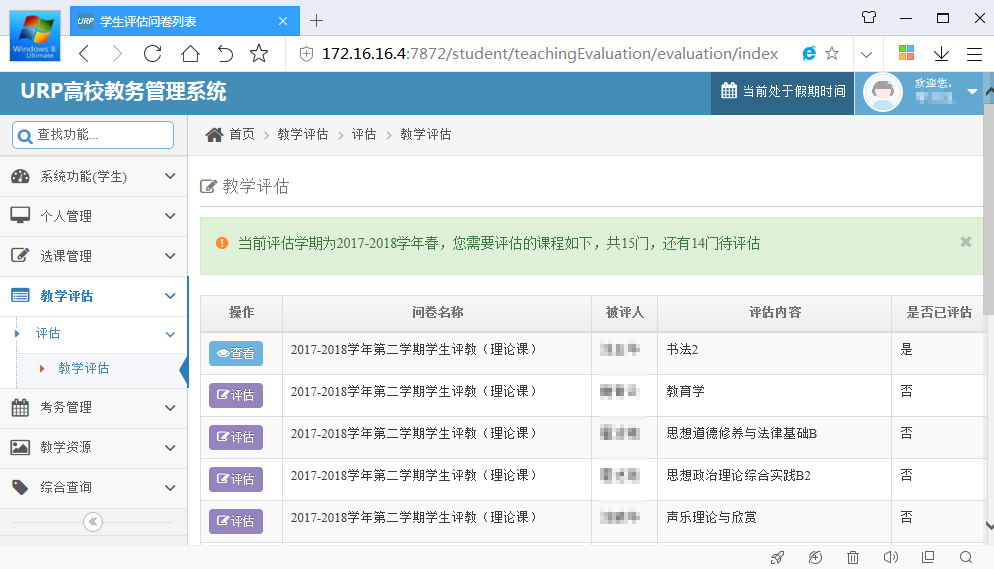 URP 学生评估问卷列表
Windows 8
Ultimate
172.16.16.4:7872/student/teachingEvaluation/evaluation/index
URP高校教务管理系统
当前处于假期时间
欢迎您,
查找功能...
首页 > 教学评估 > 评估 > 教学评估
系统功能(学生)
个人管理
选课管理
教学评估
评估
教学评估
考务管理
教学资源
综合查询
教学评估
当前评估学期为2017-2018学年春，您需要评估的课程如下，共15门，还有14门待评估
操作 问卷名称 被评人 评估内容 是否已评估
查看 2017-2018学年第二学期学生评教（理论课） 书法2 是
评估 2017-2018学年第二学期学生评教（理论课） 教育学 否
评估 2017-2018学年第二学期学生评教（理论课） 思想道德修养与法律基础B 否
评估 2017-2018学年第二学期学生评教（理论课） 思想政治理论综合实践B2 否
评估 2017-2018学年第二学期学生评教（理论课） 声乐理论与欣赏 否